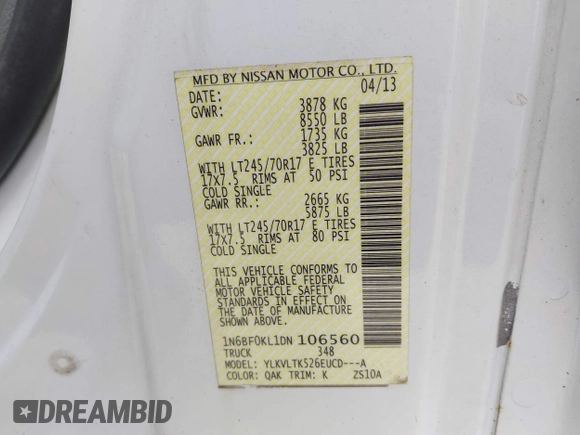 MFD BY NISSAN MOTOR CO., LTD.
DATE: 04/13
GVWR: 3878 KG
8550 LB
GAWR FR.: 1735 KG
3825 LB
WITH LT245/70R17 E TIRES
17X7.5 RIMS AT 50 PSI
COLD SINGLE
GAWR RR.: 2665 KG
5875 LB
WITH LT245/70R17 E TIRES
17X7.5 RIMS AT 80 PSI
COLD SINGLE
THIS VEHICLE CONFORMS TO
ALL APPLICABLE FEDERAL
MOTOR VEHICLE SAFETY
STANDARDS IN EFFECT ON
THE DATE OF MANUFACTURE
SHOWN ABOVE.
1N6BF0KL1DN 106560
TRUCK 348
MODEL: YLKVLTK526EUCD---A
COLOR: QAK TRIM: K ZS10A
DREAMBID